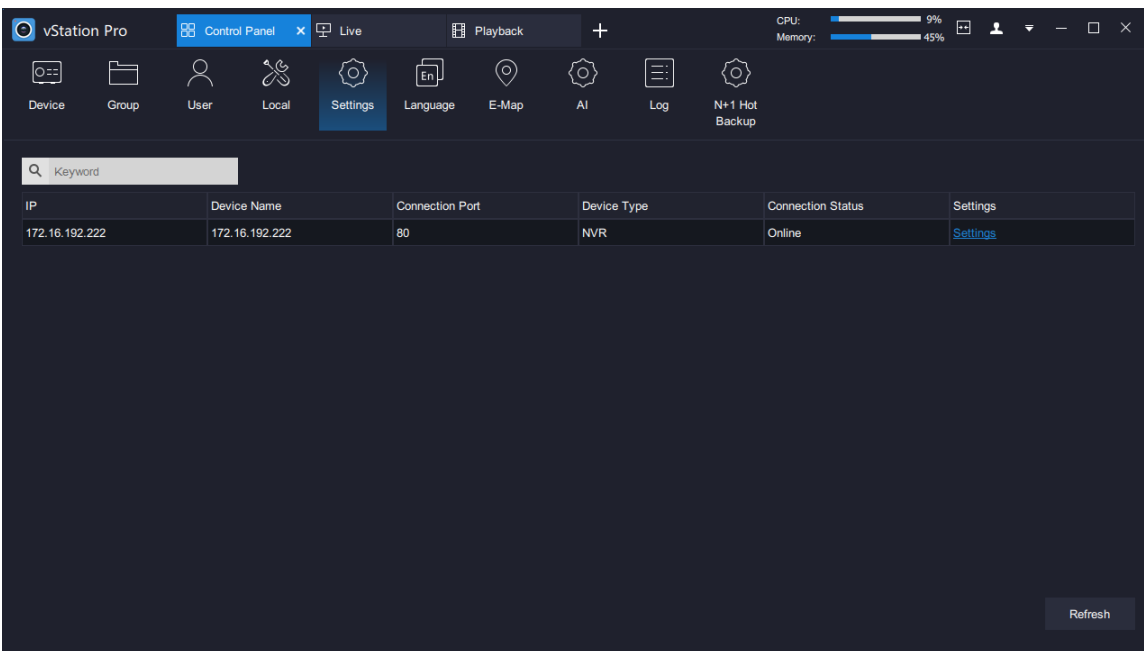 vStation Pro
Control Panel
Live
Playback
CPU: 9%
Memory: 45%
Device
Group
User
Local
Settings
En
Language
E-Map
AI
Log
N+1 Hot
Backup
Keyword
IP Device Name Connection Port Device Type Connection Status Settings
172.16.192.222 172.16.192.222 80 NVR Online Settings
Refresh